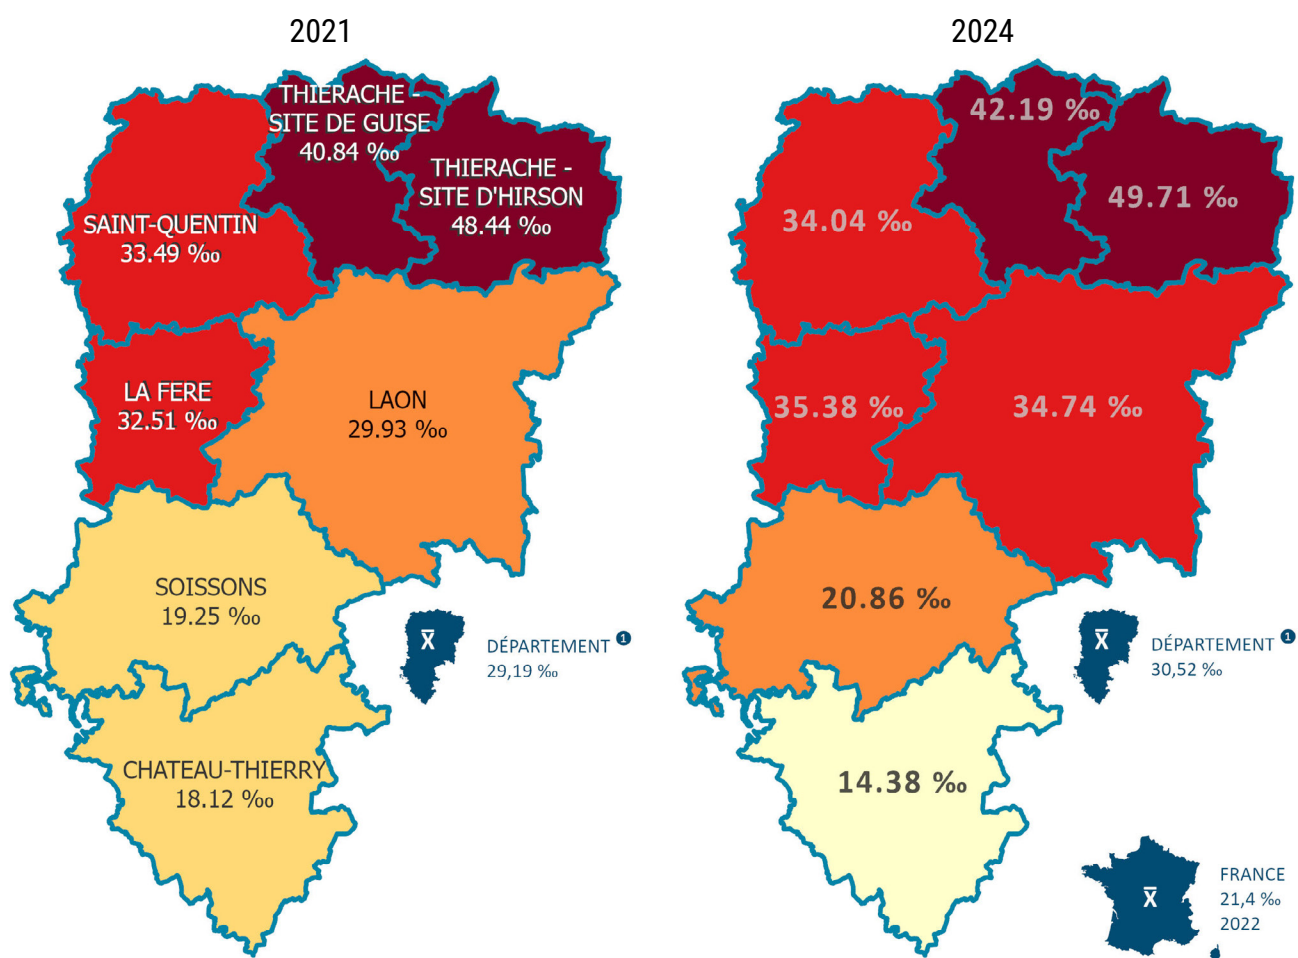 2021
THIERACHE -
SITE DE GUISE
40.84 ‰
THIERACHE -
SITE D'HIRSON
48.44 ‰
SAINT-QUENTIN
33.49 ‰
LA FERE
32.51 ‰
LAON
29.93 ‰
SOISSONS
19.25 ‰
CHATEAU-THIERRY
18.12 ‰
X̅
DÉPARTEMENT 1
29,19 ‰
2024
42.19 ‰
49.71 ‰
34.04 ‰
35.38 ‰
34.74 ‰
20.86 ‰
14.38 ‰
X̅
DÉPARTEMENT 1
30,52 ‰
X̅
FRANCE
21,4 ‰
2022